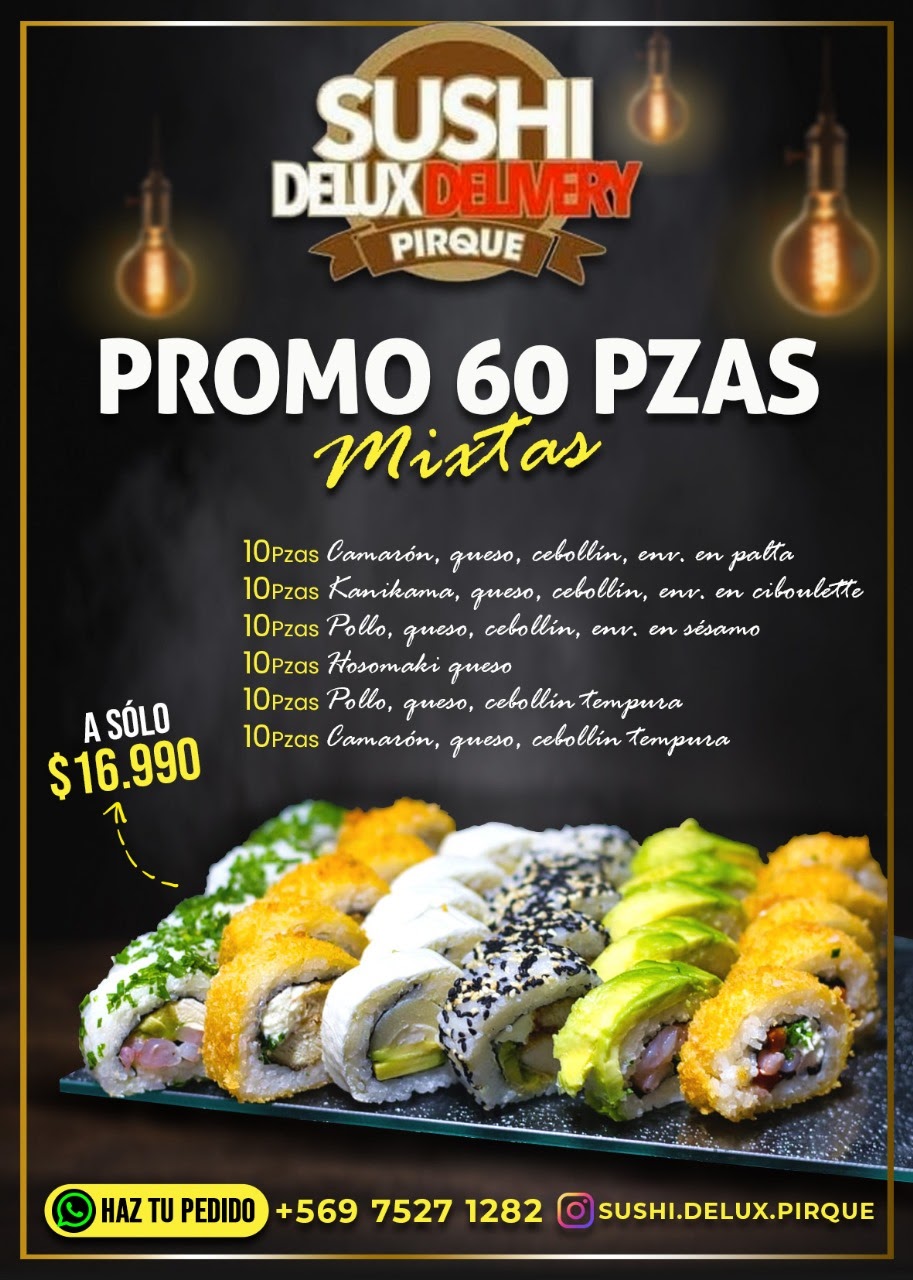 SUSHI
DELUX DELIVERY
PIRQUE
PROMO 60 PZAS
Mixtas
10Pzas Camarón, queso, cebollín, env. en palta
10Pzas Kanikama, queso, cebollín, env. en ciboulette
10Pzas Pollo, queso, cebollín, env. en sésamo
10Pzas Hosomaki queso
10Pzas Pollo, queso, cebollín tempura
10Pzas Camarón, queso, cebollín tempura
A SÓLO
$16.990
HAZ TU PEDIDO +569 7527 1282 SUSHI.DELUX.PIRQUE